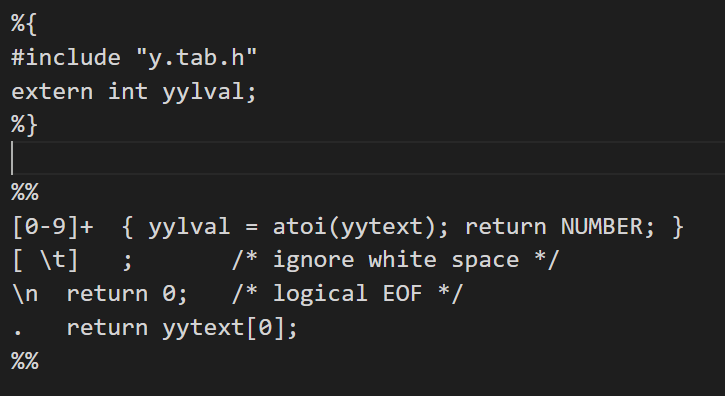 %{
#include "y.tab.h"
extern int yylval;
%}
%%
[0-9]+  { yylval = atoi(yytext); return NUMBER; }
[ \t]   ;       /* ignore white space */
\n  return 0;   /* logical EOF */
.   return yytext[0];
%%